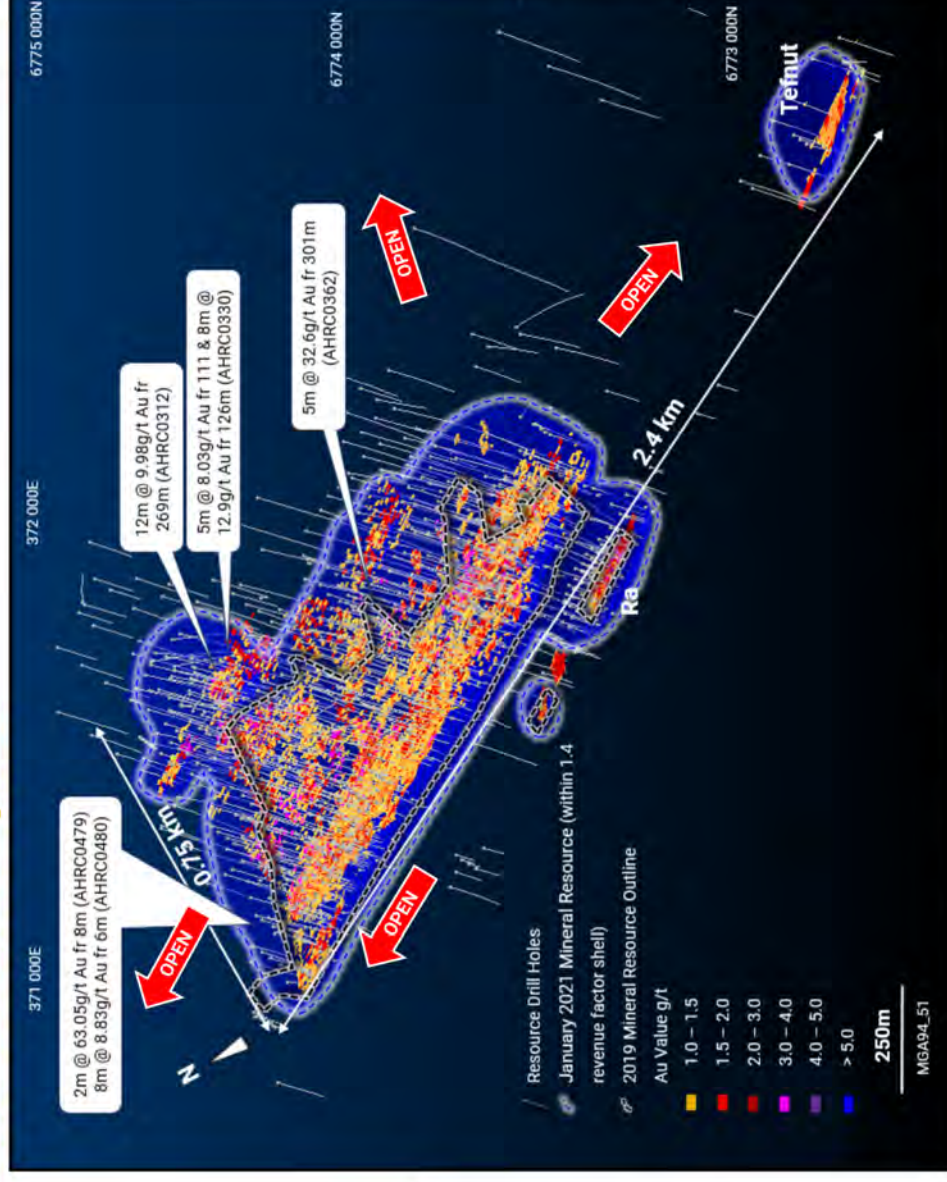 371 000E
372 000E
6775 000N
6774 000N
6773 000N
2m @ 63.05g/t Au fr 8m (AHRC0479)
8m @ 8.83g/t Au fr 6m (AHRC0480)
12m @ 9.98g/t Au fr
269m (AHRC0312)
5m @ 8.03g/t Au fr 111 & 8m @
12.9g/t Au fr 126m (AHRC0330)
5m @ 32.6g/t Au fr 301m
(AHRC0362)
OPEN
OPEN
OPEN
OPEN
N
0.75 km
2.4 km
Ra
Tefnut
Resource Drill Holes
January 2021 Mineral Resource (within 1.4
revenue factor shell)
2019 Mineral Resource Outline
Au Value g/t
1.0 – 1.5
1.5 – 2.0
2.0 – 3.0
3.0 – 4.0
4.0 – 5.0
> 5.0
250m
MGA94_51